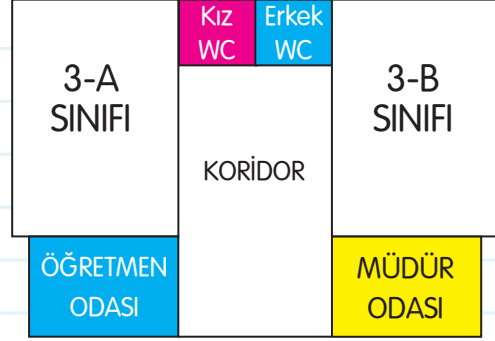 Kız
WC
Erkek
WC
3-A
SINIFI
3-B
SINIFI
KORİDOR
ÖĞRETMEN
ODASI
MÜDÜR
ODASI